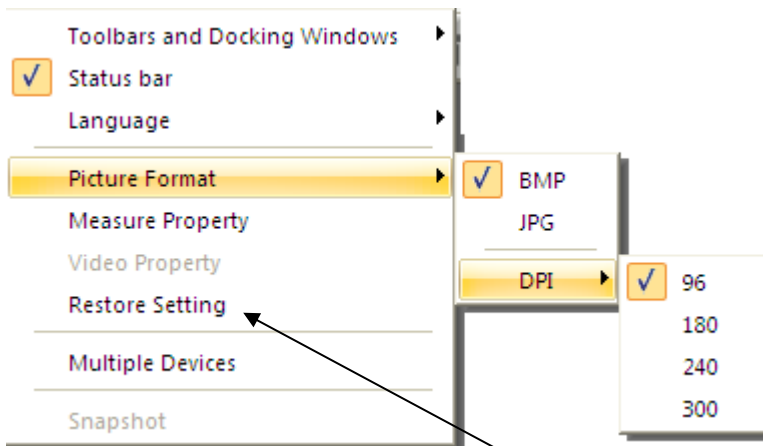 Toolbars and Docking Windows
Status bar
Language
Picture Format
Measure Property
Video Property
Restore Setting
Multiple Devices
Snapshot
BMP
JPG
DPI
96
180
240
300